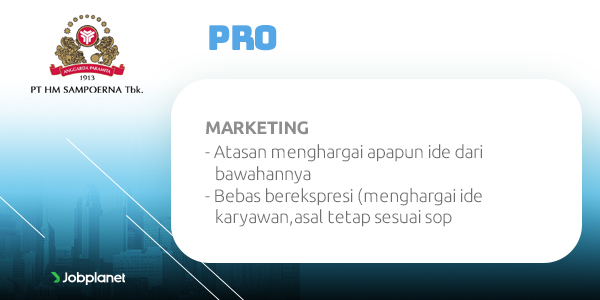 PRO
ANGGARDA PARAMITA
1913
PT HM SAMPOERNA Tbk.
MARKETING
- Atasan menghargai apapun ide dari
bawahannya
- Bebas berekspresi (menghargai ide
karyawan,asal tetap sesuai sop
Jobplanet